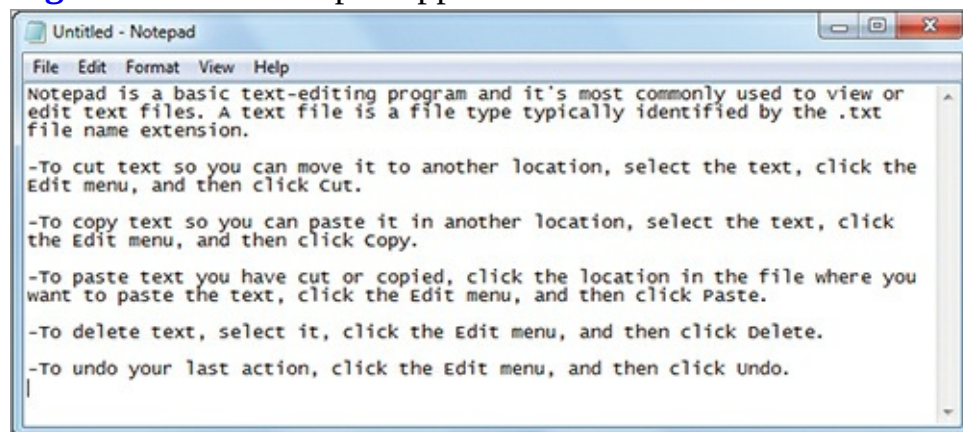 Untitled - Notepad
File Edit Format View Help
Notepad is a basic text-editing program and it's most commonly used to view or
edit text files. A text file is a file type typically identified by the .txt
file name extension.
-To cut text so you can move it to another location, select the text, click the
Edit menu, and then click Cut.
-To copy text so you can paste it in another location, select the text, click
the Edit menu, and then click Copy.
-To paste text you have cut or copied, click the location in the file where you
want to paste the text, click the Edit menu, and then click Paste.
-To delete text, select it, click the Edit menu, and then click Delete.
-To undo your last action, click the Edit menu, and then click Undo.